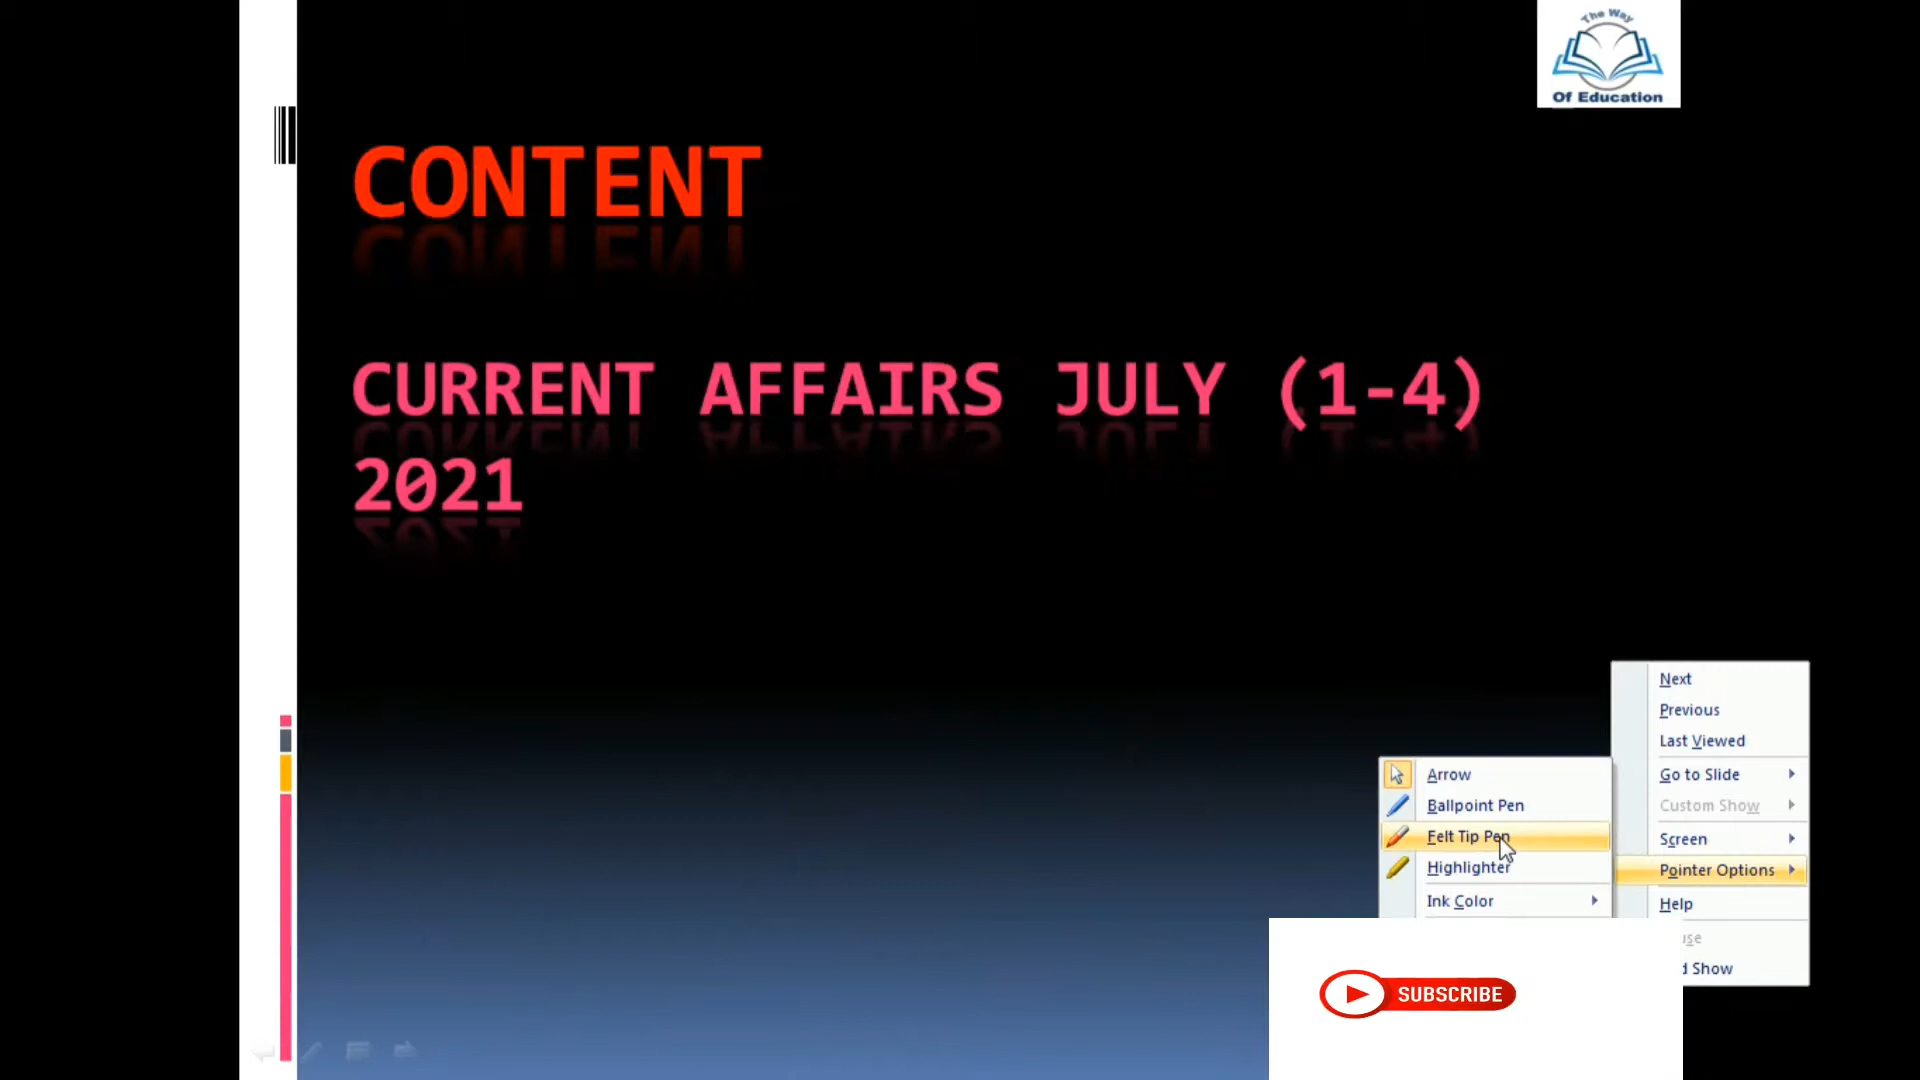 The Way
Of Education
CONTENT
CURRENT AFFAIRS JULY (1-4)
2021
Next
Previous
Last Viewed
Go to Slide
Custom Show
Screen
Pointer Options
Help
use
d Show
Arrow
Ballpoint Pen
Felt Tip Pen
Highlighter
Ink Color
SUBSCRIBE